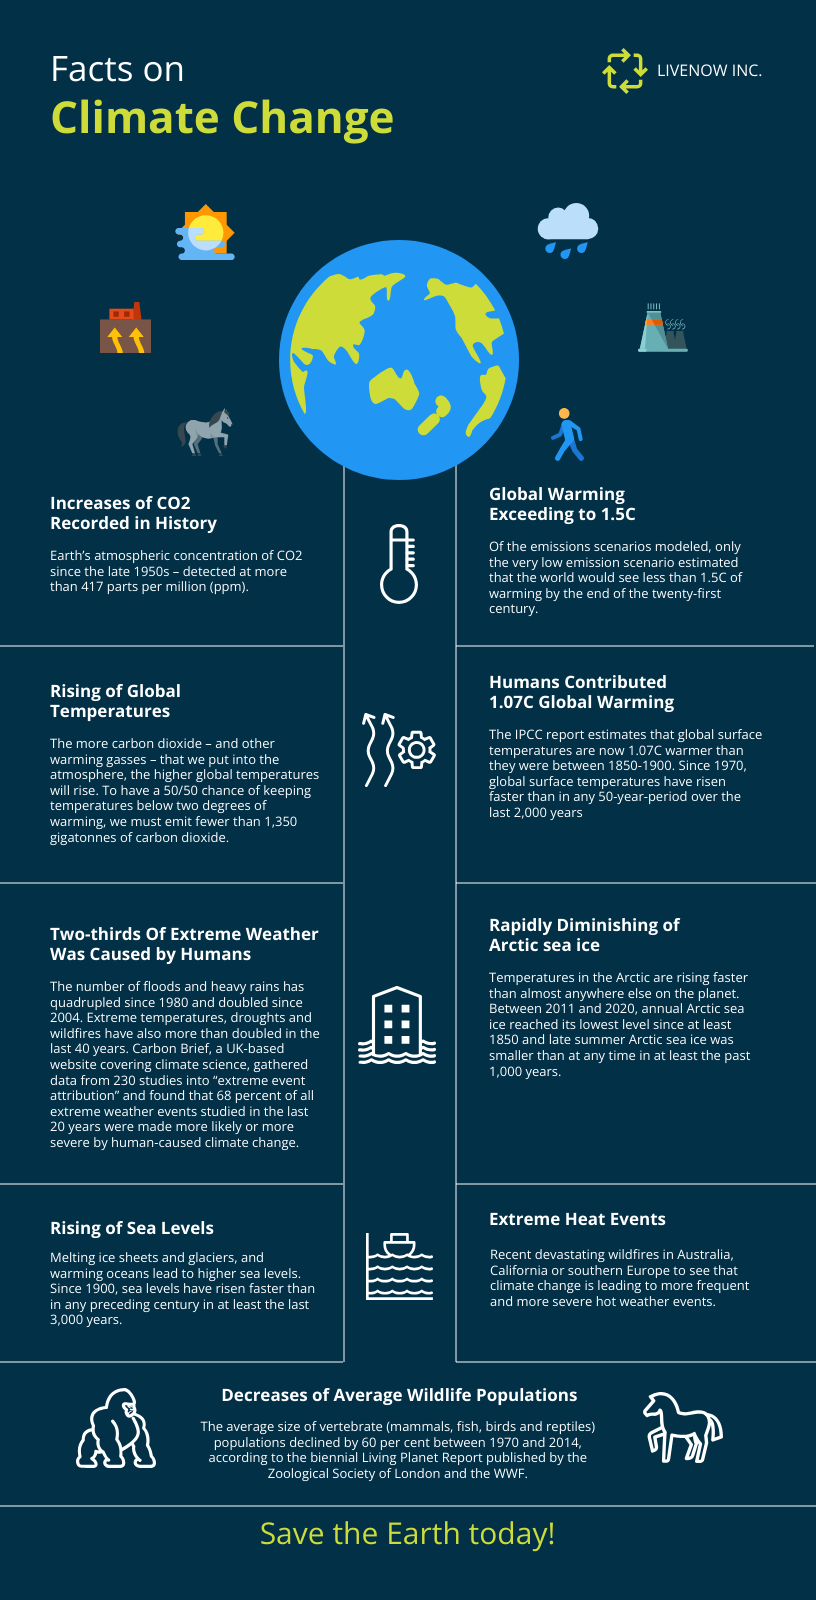 Facts on
Climate Change
LIVENOW INC.
Increases of CO2
Recorded in History
Earth’s atmospheric concentration of CO2
since the late 1950s – detected at more
than 417 parts per million (ppm).
Global Warming
Exceeding to 1.5C
Of the emissions scenarios modeled, only
the very low emission scenario estimated
that the world would see less than 1.5C of
warming by the end of the twenty-first
century.
Rising of Global
Temperatures
The more carbon dioxide – and other
warming gasses – that we put into the
atmosphere, the higher global temperatures
will rise. To have a 50/50 chance of keeping
temperatures below two degrees of
warming, we must emit fewer than 1,350
gigatonnes of carbon dioxide.
Humans Contributed
1.07C Global Warming
The IPCC report estimates that global surface
temperatures are now 1.07C warmer than
they were between 1850-1900. Since 1970,
global surface temperatures have risen
faster than in any 50-year-period over the
last 2,000 years
Two-thirds Of Extreme Weather
Was Caused by Humans
The number of floods and heavy rains has
quadrupled since 1980 and doubled since
2004. Extreme temperatures, droughts and
wildfires have also more than doubled in the
last 40 years. Carbon Brief, a UK-based
website covering climate science, gathered
data from 230 studies into “extreme event
attribution” and found that 68 percent of all
extreme weather events studied in the last
20 years were made more likely or more
severe by human-caused climate change.
Rapidly Diminishing of
Arctic sea ice
Temperatures in the Arctic are rising faster
than almost anywhere else on the planet.
Between 2011 and 2020, annual Arctic sea
ice reached its lowest level since at least
1850 and late summer Arctic sea ice was
smaller than at any time in at least the past
1,000 years.
Rising of Sea Levels
Melting ice sheets and glaciers, and
warming oceans lead to higher sea levels.
Since 1900, sea levels have risen faster than
in any preceding century in at least the last
3,000 years.
Extreme Heat Events
Recent devastating wildfires in Australia,
California or southern Europe to see that
climate change is leading to more frequent
and more severe hot weather events.
Decreases of Average Wildlife Populations
The average size of vertebrate (mammals, fish, birds and reptiles)
populations declined by 60 per cent between 1970 and 2014,
according to the biennial Living Planet Report published by the
Zoological Society of London and the WWF.
Save the Earth today!